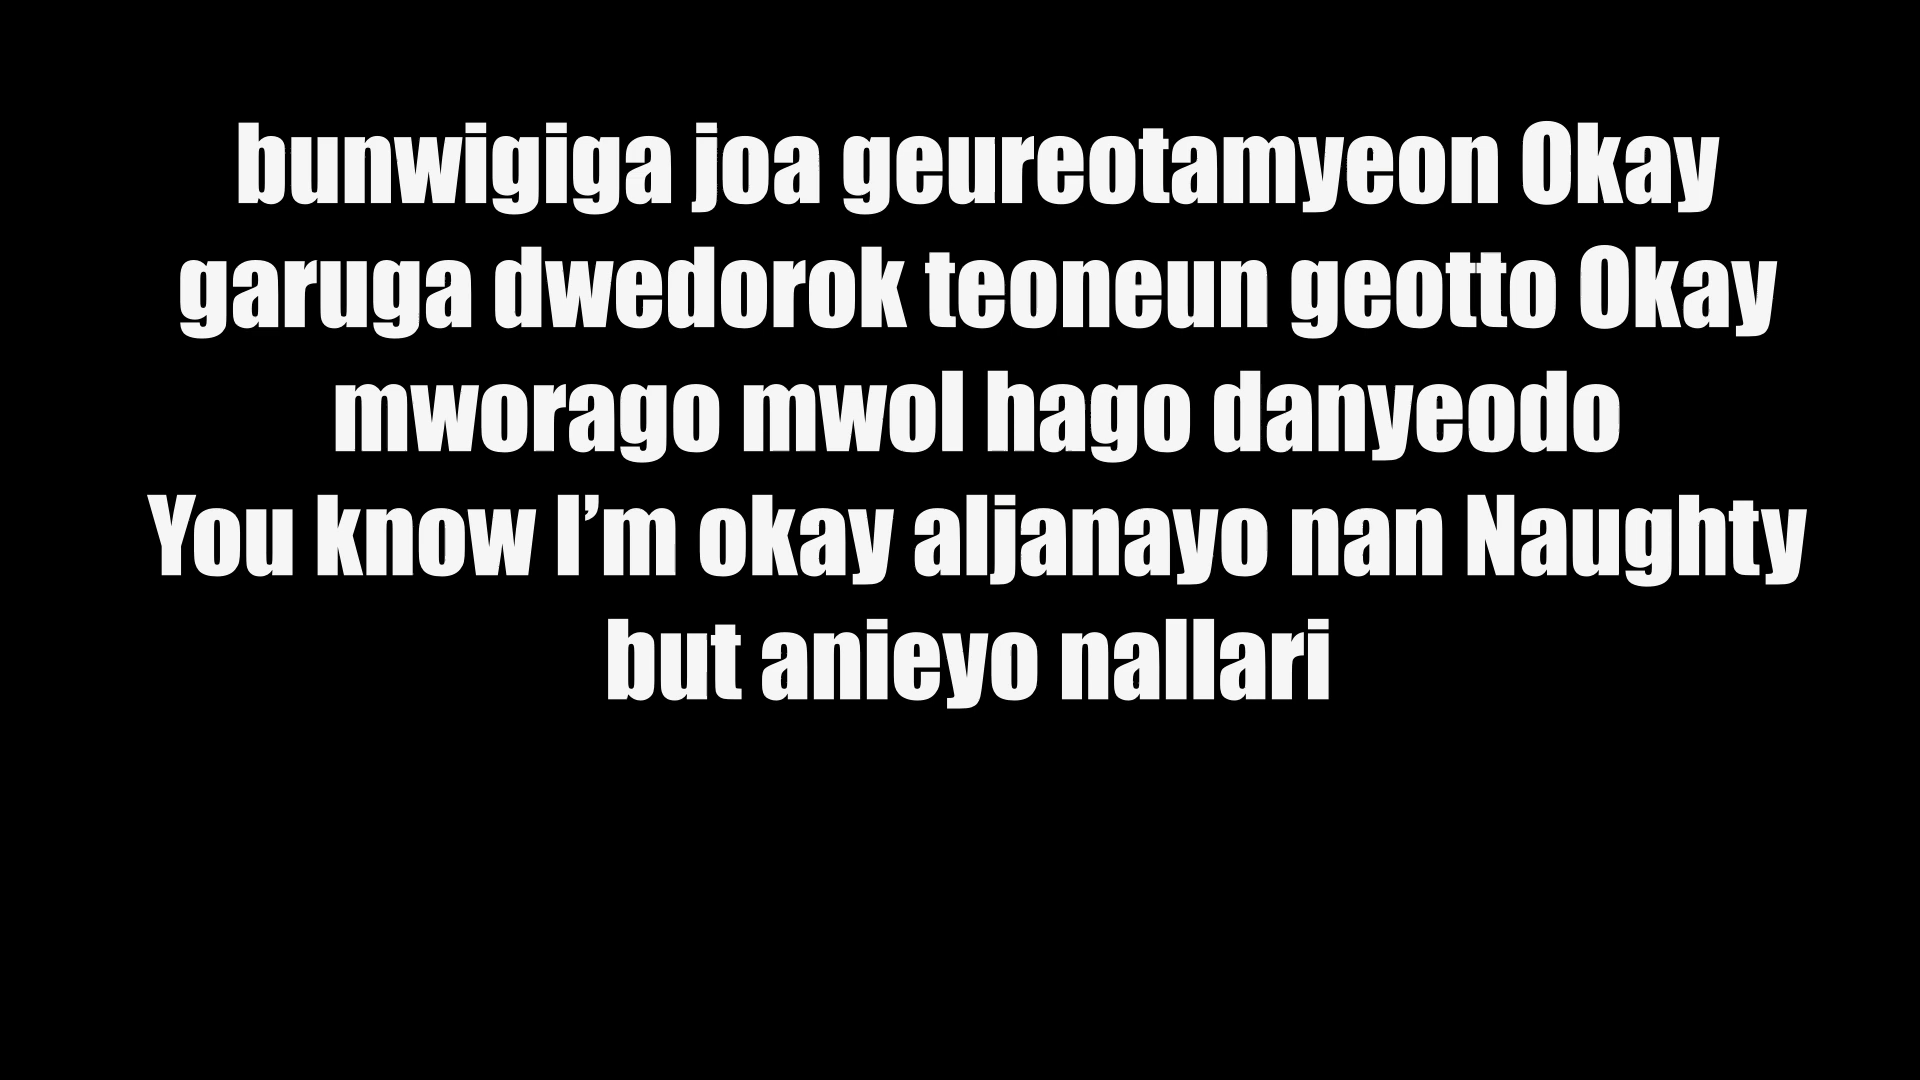 bunwigiga joa geureotamyeon Okay
garuga dwedorok teoneun geotto Okay
mworago mwol hago danyeodo
You know I’m okay aljanayo nan Naughty
but anieyo nallari